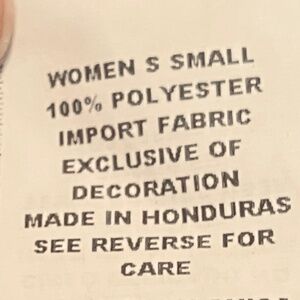 WOMEN S SMALL
100% POLYESTER
IMPORT FABRIC
EXCLUSIVE OF
DECORATION
MADE IN HONDURAS
SEE REVERSE FOR
CARE